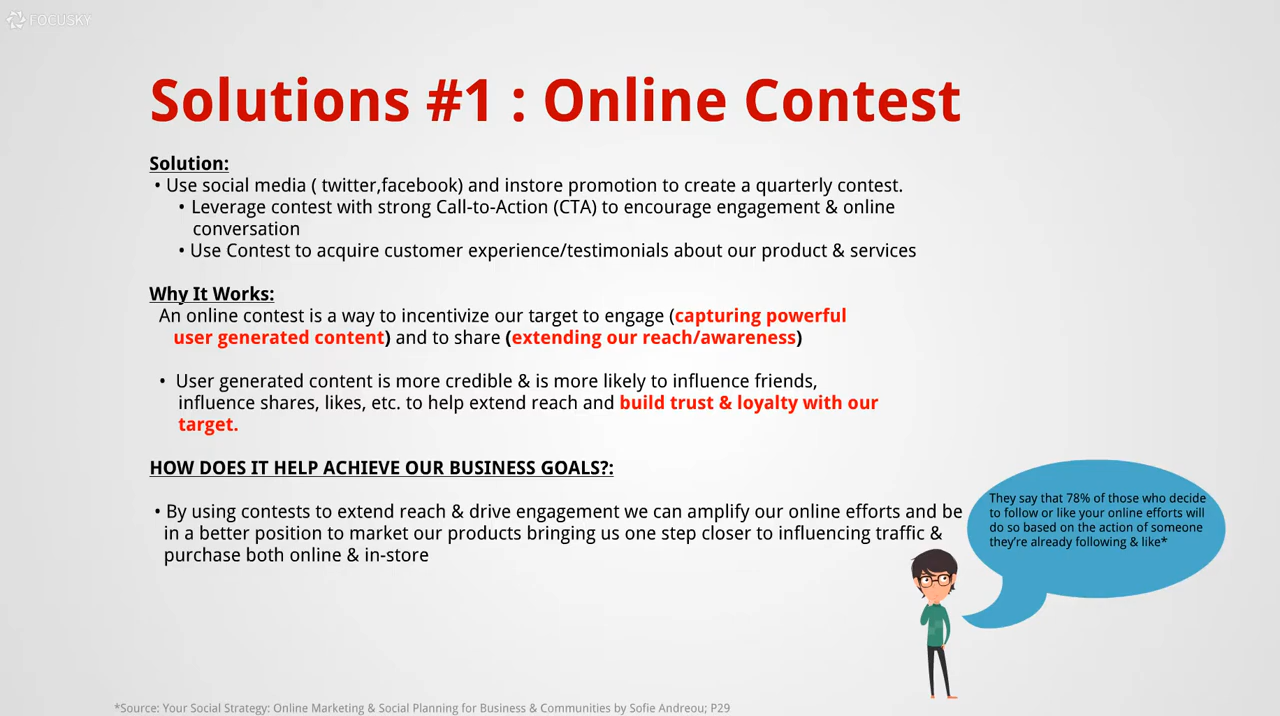 FOCUSKY
Solutions #1 : Online Contest
Solution:
• Use social media ( twitter,facebook) and instore promotion to create a quarterly contest.
• Leverage contest with strong Call-to-Action (CTA) to encourage engagement & online
conversation
• Use Contest to acquire customer experience/testimonials about our product & services
Why It Works:
An online contest is a way to incentivize our target to engage (capturing powerful
user generated content) and to share (extending our reach/awareness)
• User generated content is more credible & is more likely to influence friends,
influence shares, likes, etc. to help extend reach and build trust & loyalty with our
target.
HOW DOES IT HELP ACHIEVE OUR BUSINESS GOALS?:
• By using contests to extend reach & drive engagement we can amplify our online efforts and be
in a better position to market our products bringing us one step closer to influencing traffic &
purchase both online & in-store
They say that 78% of those who decide
to follow or like your online efforts will
do so based on the action of someone
they're already following & like*
*Source: Your Social Strategy: Online Marketing & Social Planning for Business & Communities by Sofie Andreou; P29